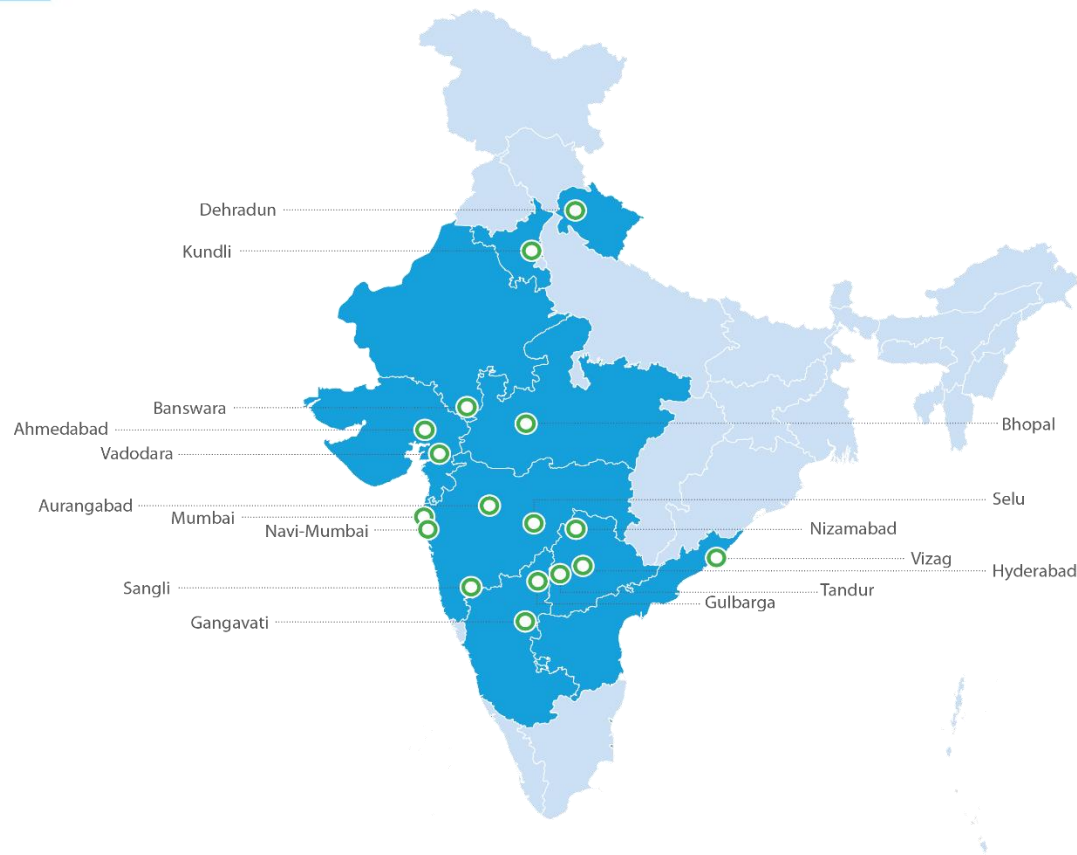 Dehradun
Kundli
Banswara
Ahmedabad
Vadodara
Aurangabad
Mumbai
Navi-Mumbai
Sangli
Gangavati
Bhopal
Selu
Nizamabad
Vizag
Hyderabad
Tandur
Gulbarga